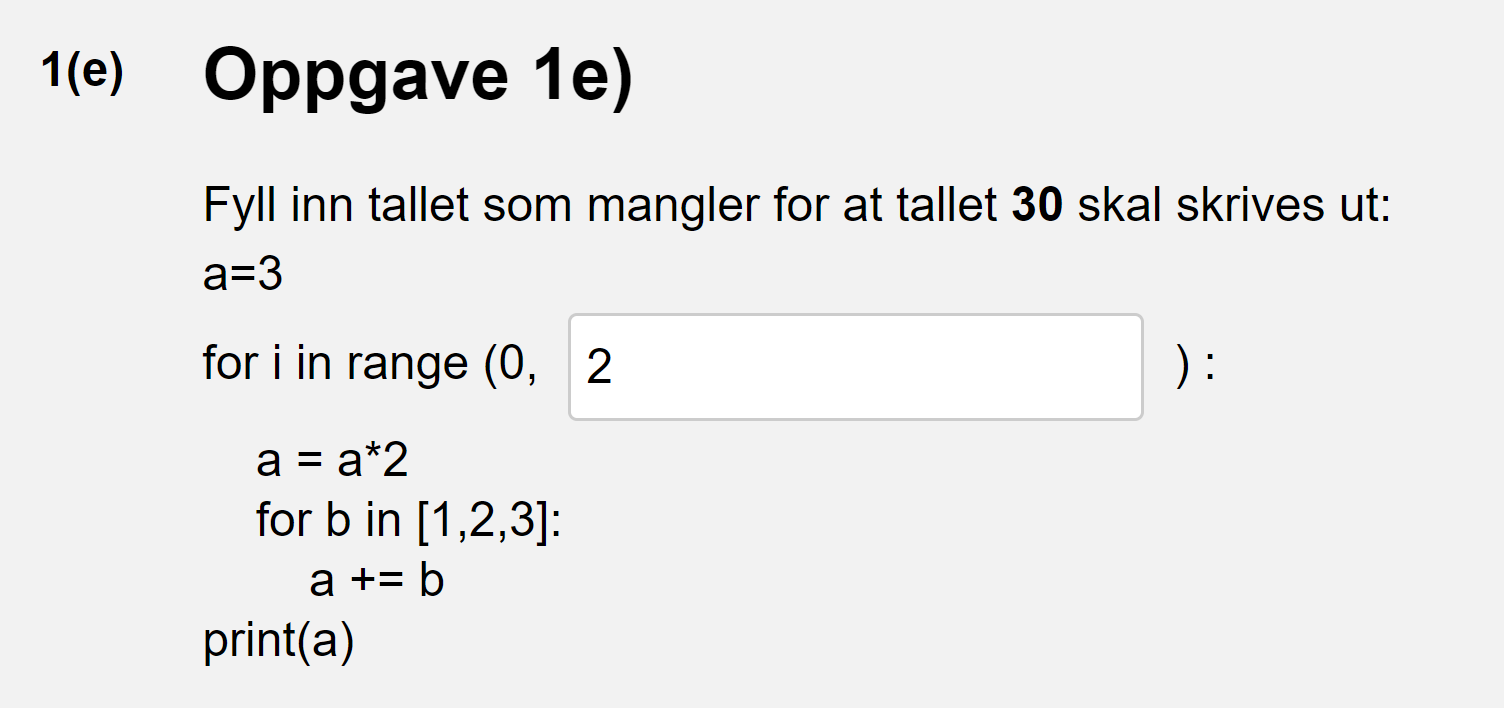 1(e) Oppgave 1e)
Fyll inn tallet som mangler for at tallet 30 skal skrives ut:
a=3
for i in range (0, 2 ) :
a = a*2
for b in [1,2,3]:
a += b
print(a)